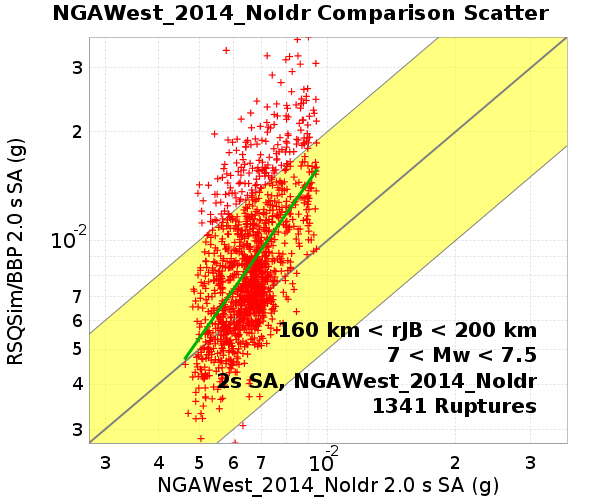 NGAWest_2014_NoIdr Comparison Scatter
RSQSim/BBP 2.0 s SA (g)
3
2
10-2
7
6
5
4
3
160 km < rJB < 200 km
7 < Mw < 7.5
2s SA, NGAWest_2014_NoIdr
1341 Ruptures
3 4 5 6 7 10-2 2 3
NGAWest_2014_NoIdr 2.0 s SA (g)